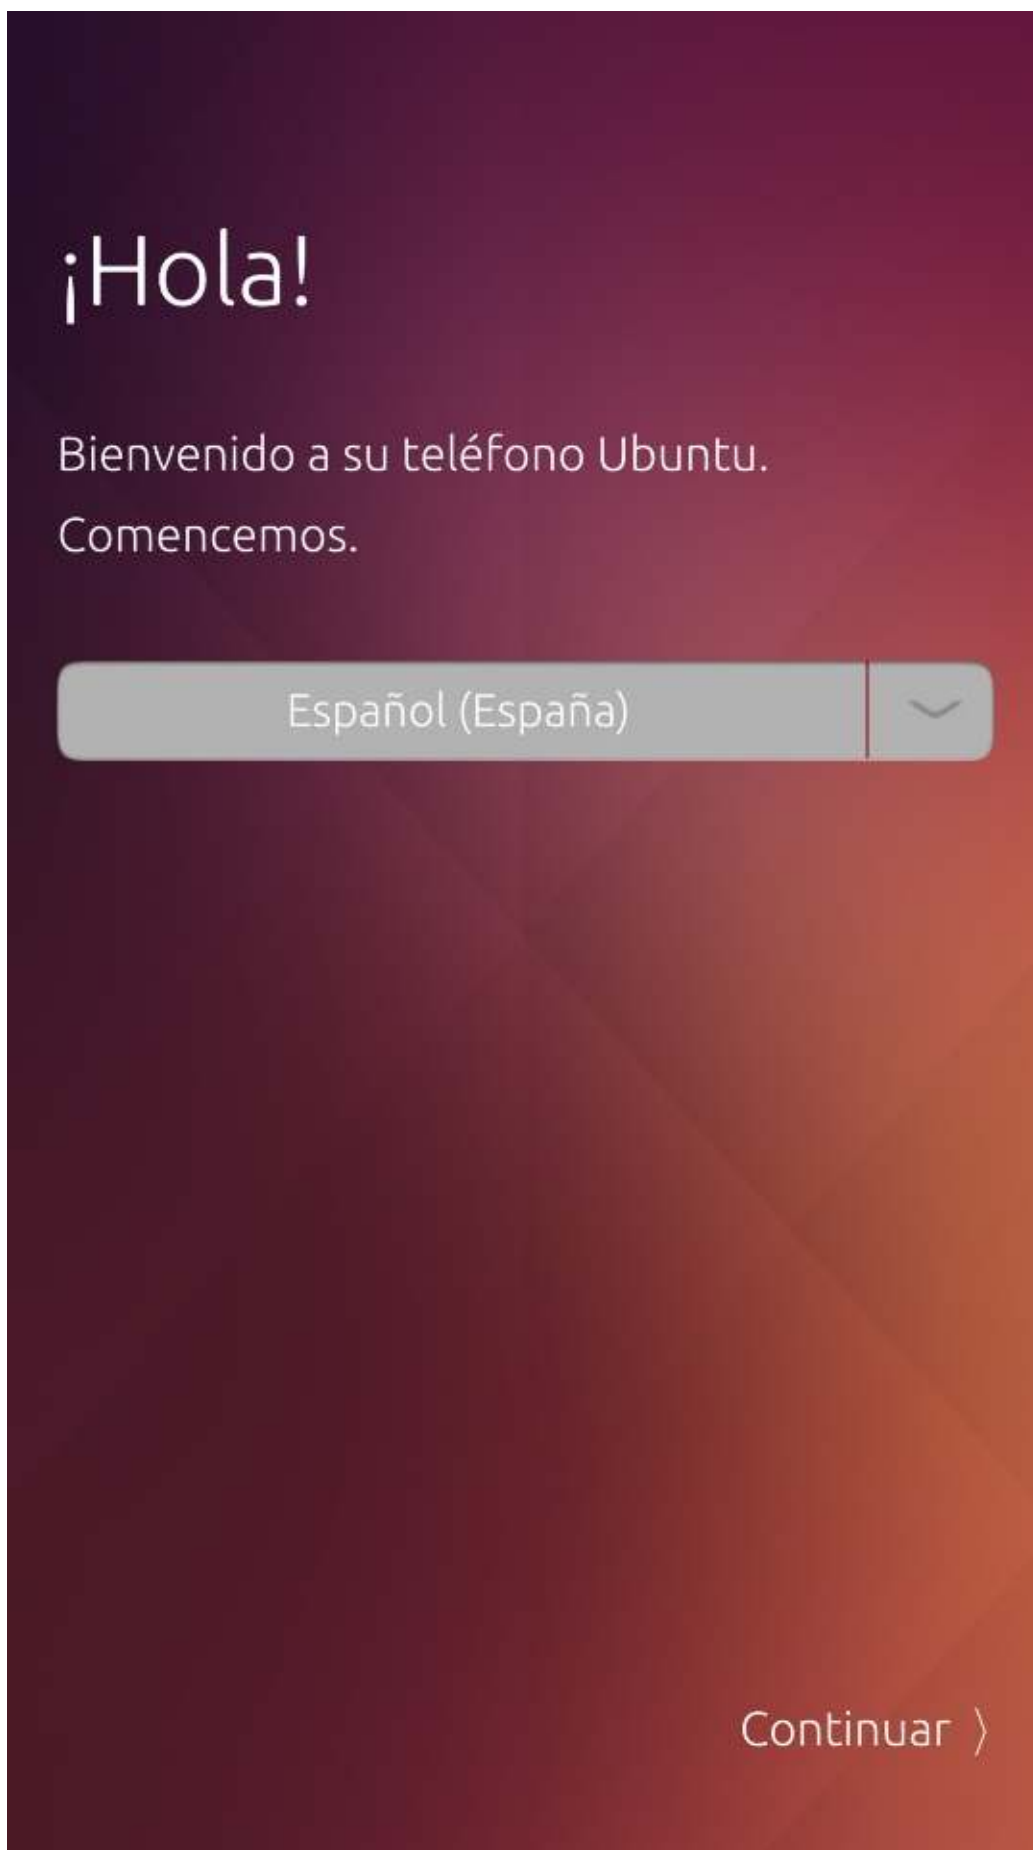 ¡Hola!
Bienvenido a su teléfono Ubuntu.
Comencemos.
Español (España)
Continuar